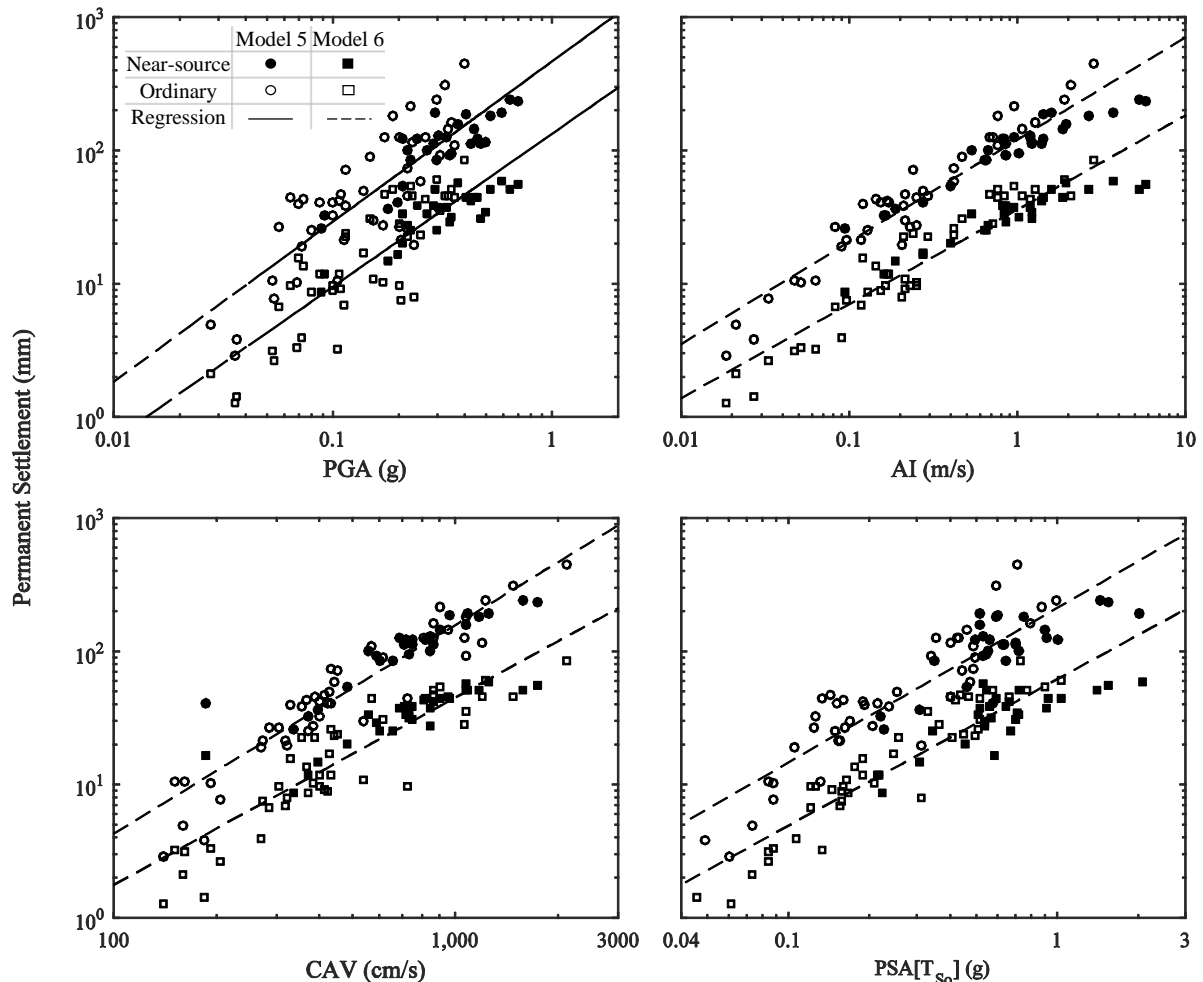 Model 5 Model 6
Near-source
Ordinary
Regression
10³
10²
10¹
10⁰
0.01 0.1 1
PGA (g)
0.01 0.1 1 10
AI (m/s)
Permanent Settlement (mm)
10³
10²
10¹
10⁰
100 1,000 3000
CAV (cm/s)
0.04 0.1 1 3
PSA[T_So] (g)